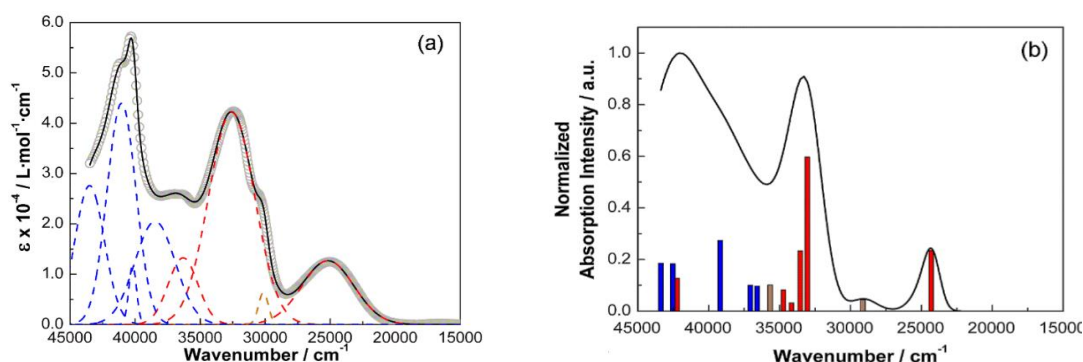 (a)
6.0
5.0
4.0
3.0
2.0
1.0
0.0
ε x 10⁻⁴ / L·mol⁻¹·cm⁻¹
45000 40000 35000 30000 25000 20000 15000
Wavenumber / cm⁻¹
(b)
1.0
0.8
0.6
0.4
0.2
0.0
Normalized
Absorption Intensity / a.u.
45000 40000 35000 30000 25000 20000 15000
Wavenumber / cm⁻¹